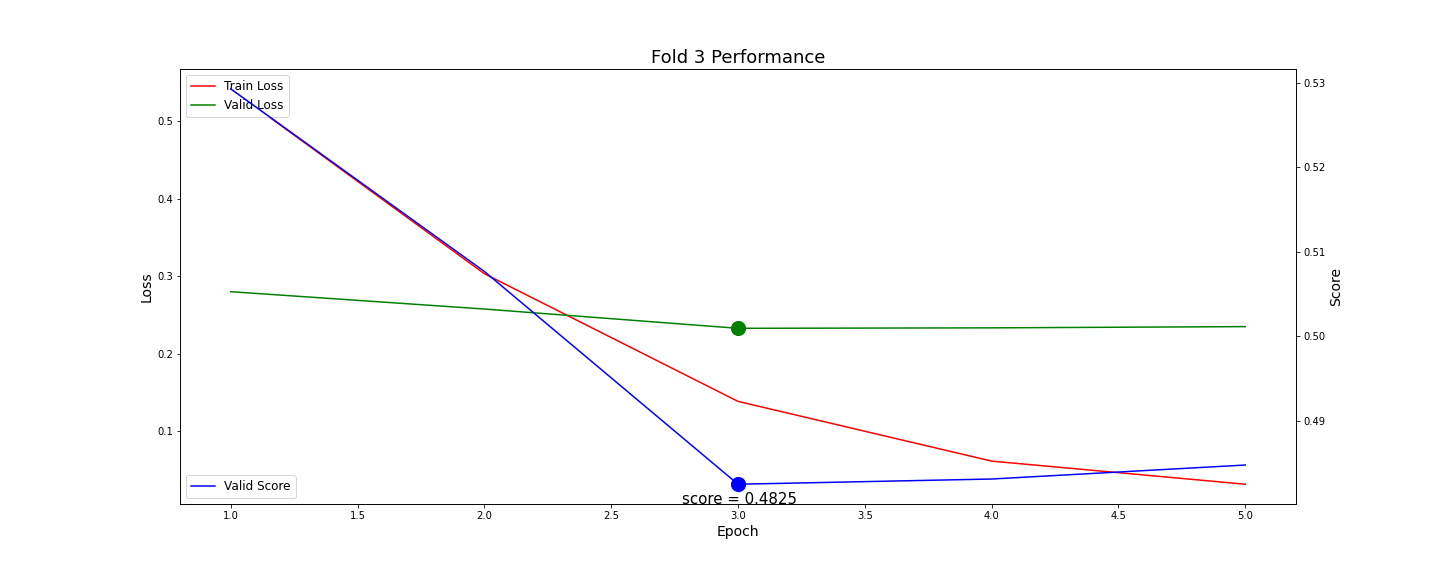 Fold 3 Performance
Train Loss
Valid Loss
0.5
0.4
0.3
0.2
0.1
Loss
0.53
0.52
0.51
0.50
0.49
Score
Valid Score
score = 0.4825
1.0 1.5 2.0 2.5 3.0 3.5 4.0 4.5 5.0
Epoch